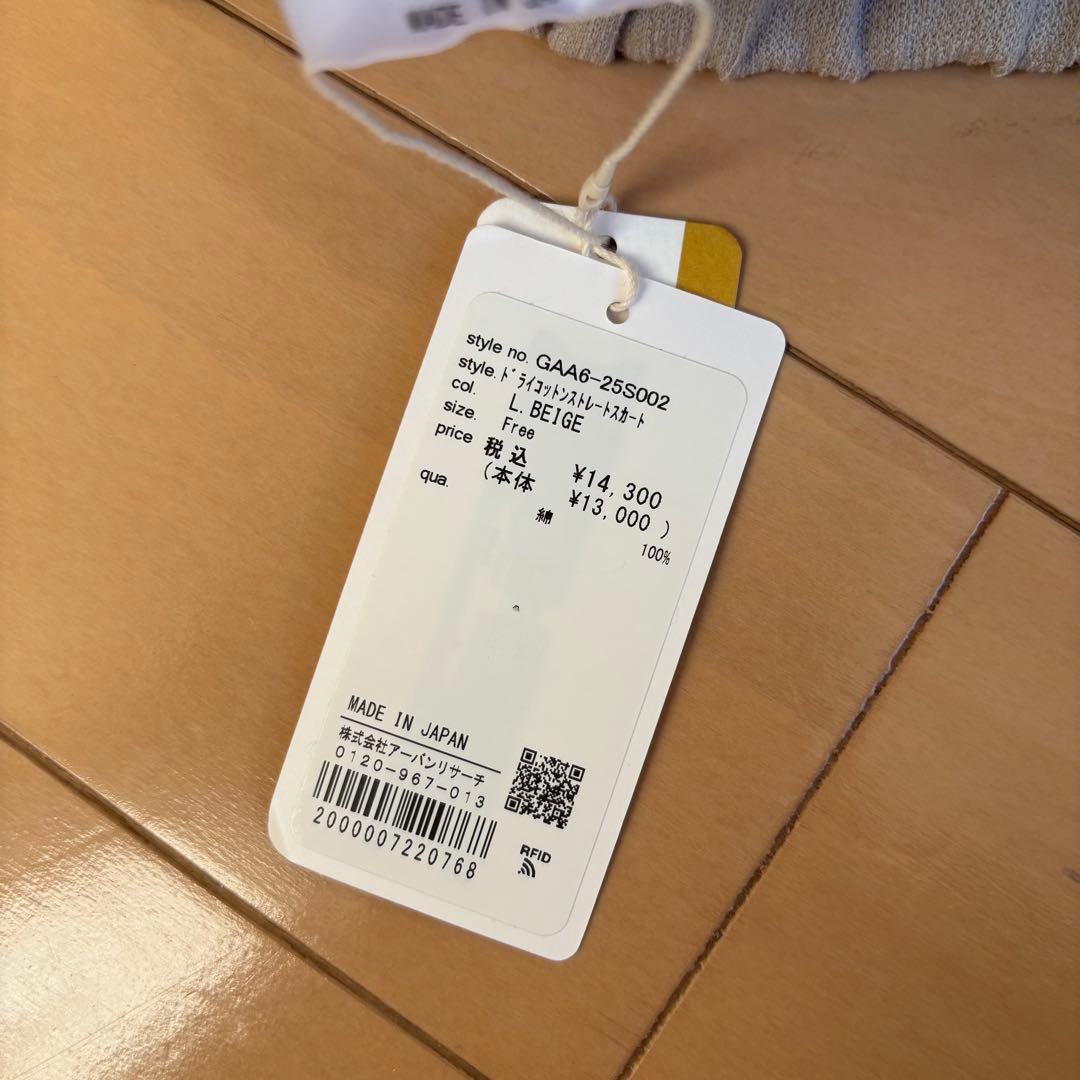 MADE IN
style no. GAA6-25S002
style. ﾄﾞﾗｲｺｯﾄﾝｽﾄﾚｰﾄｽｶｰﾄ
col. L.BEIGE
size. Free
price 税込 ¥14,300
(本体 ¥13,000 )
qua. 綿 100%
MADE IN JAPAN
株式会社アーバンリサーチ
0120-967-013
2000007220768
RFID